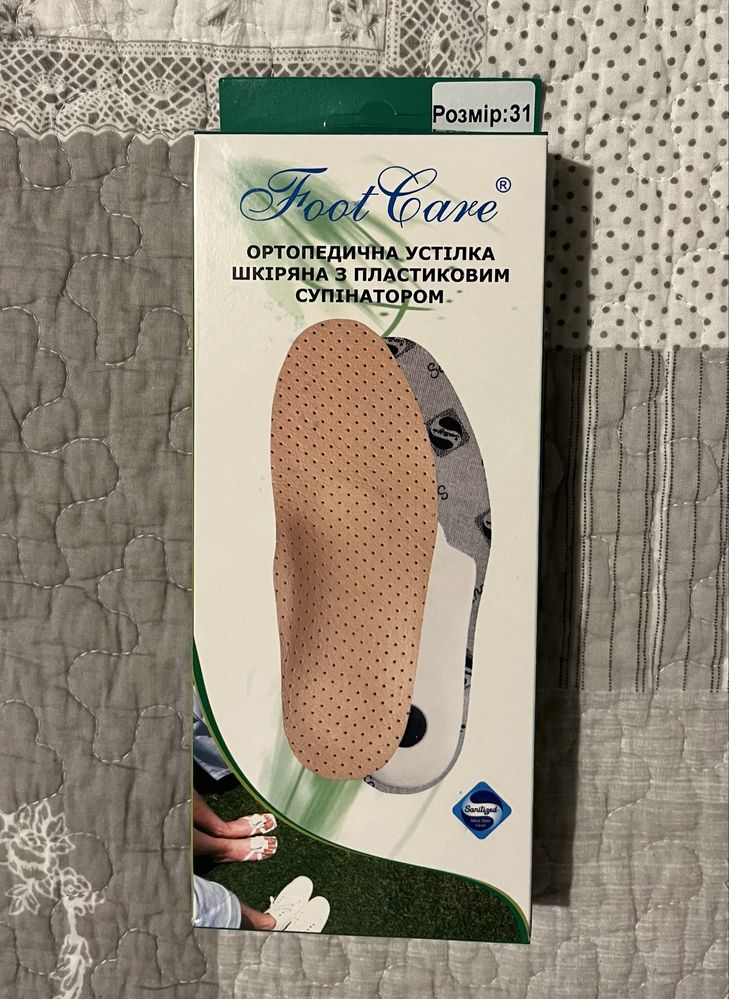 Розмір:31
Foot Care®
ОРТОПЕДИЧНА УСТІЛКА
ШКІРЯНА З ПЛАСТИКОВИМ
СУПІНАТОРОМ
Sanitized